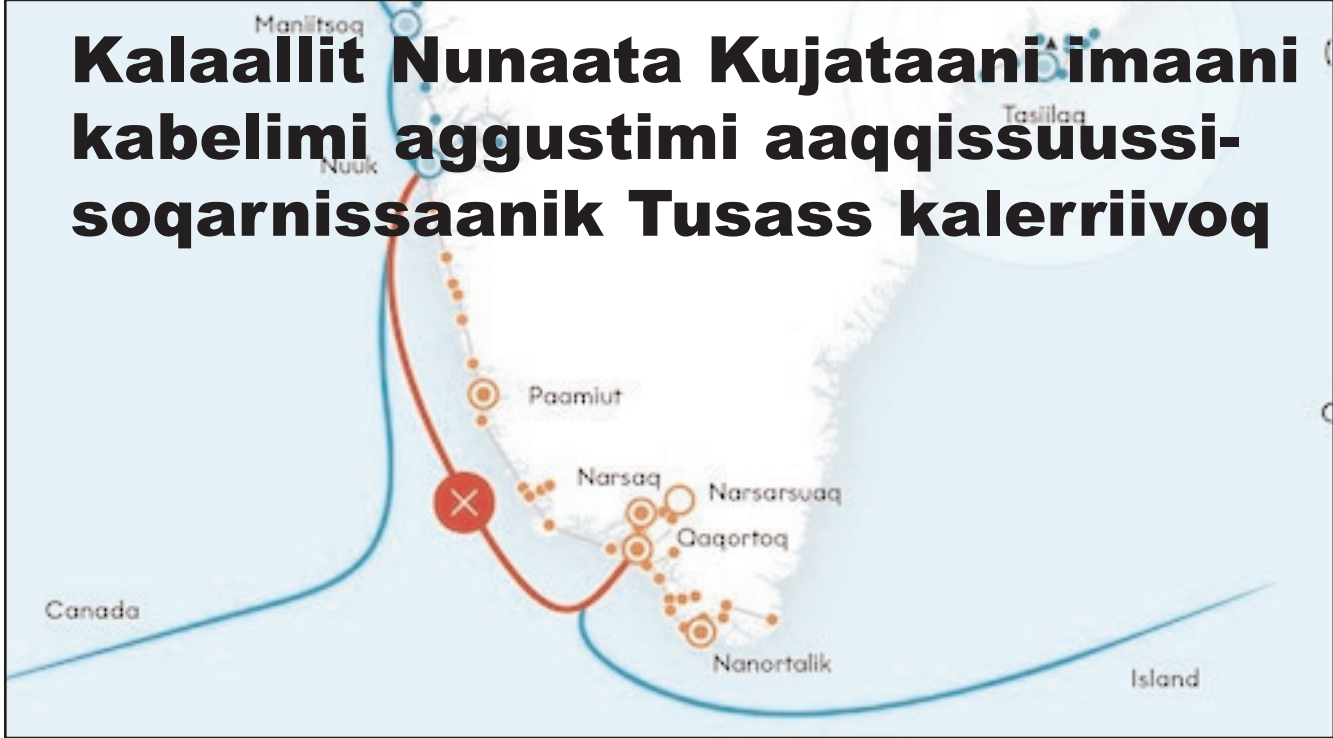 Maniitsoq
Kalaallit Nunaata Kujataani imaani
kabelimi aggustimi aaqqissuussi-
soqarnissaanik Tusass kalerriivoq
Tasiilaq
Nuuk
Paamiut
Narsaq
Narsarsuaq
Qaqortoq
Canada
Nanortalik
Island